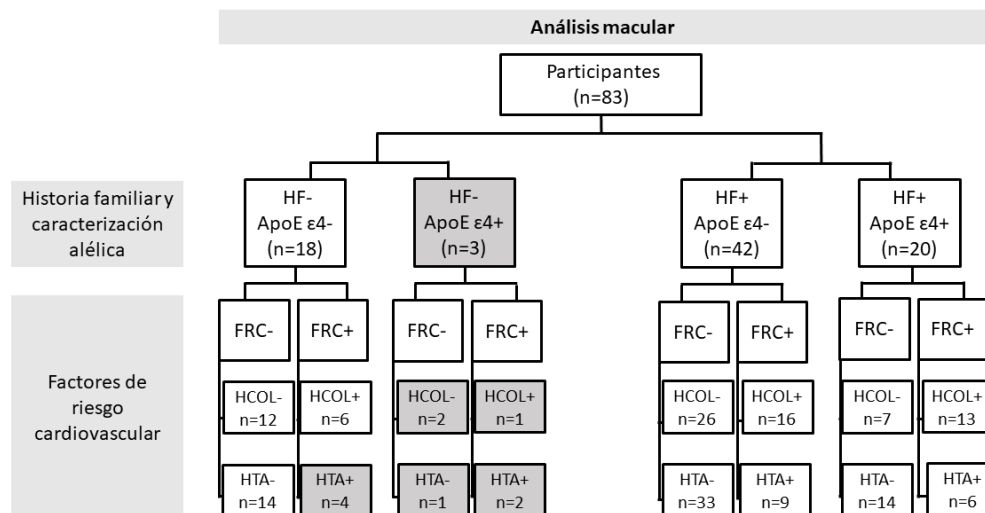 Análisis macular
Participantes
(n=83)
Historia familiar y
caracterización
alélica
HF-
ApoE ε4-
(n=18)
HF-
ApoE ε4+
(n=3)
HF+
ApoE ε4-
(n=42)
HF+
ApoE ε4+
(n=20)
Factores de
riesgo
cardiovascular
FRC-
FRC+
FRC-
FRC+
FRC-
FRC+
FRC-
FRC+
HCOL-
n=12
HCOL+
n=6
HCOL-
n=2
HCOL+
n=1
HCOL-
n=26
HCOL+
n=16
HCOL-
n=7
HCOL+
n=13
HTA-
n=14
HTA+
n=4
HTA-
n=1
HTA+
n=2
HTA-
n=33
HTA+
n=9
HTA-
n=14
HTA+
n=6